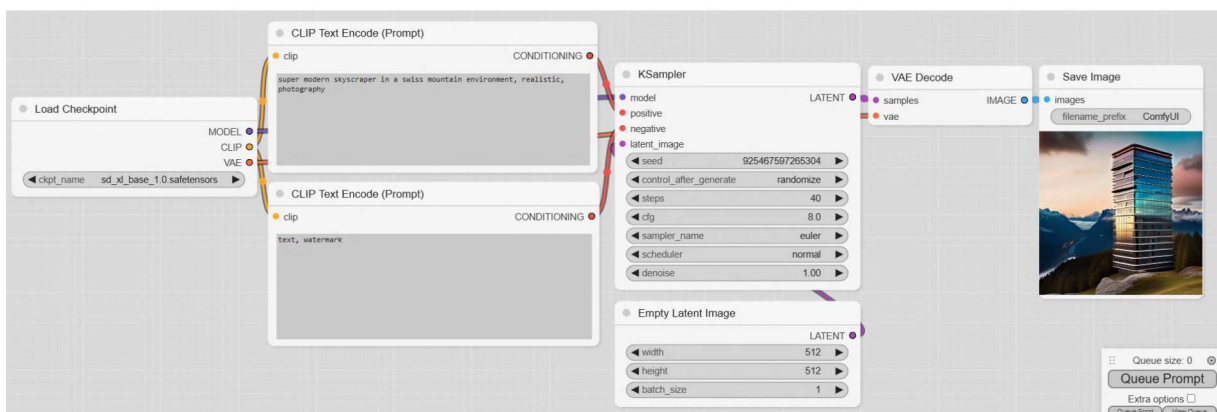 Load Checkpoint
MODEL
CLIP
VAE
ckpt_name sd_xl_base_1.0.safetensors
CLIP Text Encode (Prompt)
clip CONDITIONING
super modern skyscraper in a swiss mountain environment, realistic,
photography
CLIP Text Encode (Prompt)
clip CONDITIONING
text, watermark
KSampler
model LATENT
positive
negative
latent_image
seed 925467597265304
control_after_generate randomize
steps 40
cfg 8.0
sampler_name euler
scheduler normal
denoise 1.00
Empty Latent Image
LATENT
width 512
height 512
batch_size 1
VAE Decode
samples IMAGE
vae
Save Image
images
filename_prefix ComfyUI
Queue size: 0
Queue Prompt
Extra options
Queue Front View Queue